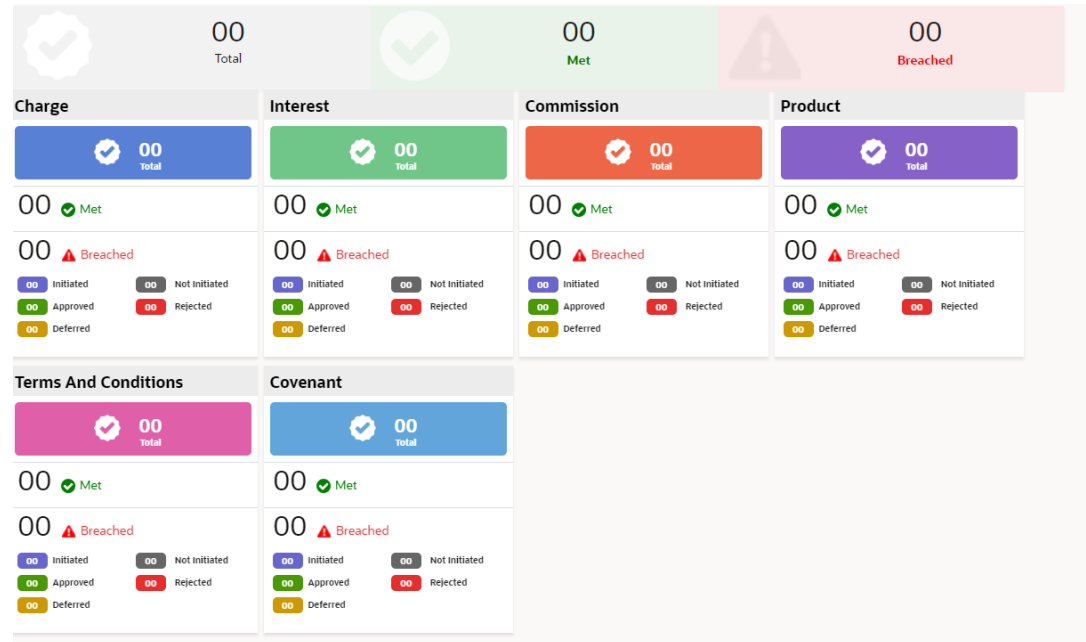 00
Total
00
Met
00
Breached
Charge
00
Total
00 Met
00 Breached
00 Initiated 00 Not Initiated
00 Approved 00 Rejected
00 Deferred
Interest
00
Total
00 Met
00 Breached
00 Initiated 00 Not Initiated
00 Approved 00 Rejected
00 Deferred
Commission
00
Total
00 Met
00 Breached
00 Initiated 00 Not Initiated
00 Approved 00 Rejected
00 Deferred
Product
00
Total
00 Met
00 Breached
00 Initiated 00 Not Initiated
00 Approved 00 Rejected
00 Deferred
Terms And Conditions
00
Total
00 Met
00 Breached
00 Initiated 00 Not Initiated
00 Approved 00 Rejected
00 Deferred
Covenant
00
Total
00 Met
00 Breached
00 Initiated 00 Not Initiated
00 Approved 00 Rejected
00 Deferred